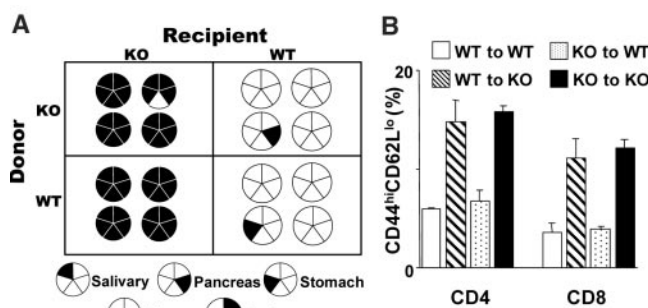 A
Recipient
KO WT
Donor
KO
WT
Salivary Pancreas Stomach
B
WT to WT KO to WT
WT to KO KO to KO
CD44hiCD62Llo (%)
20
0
CD4 CD8